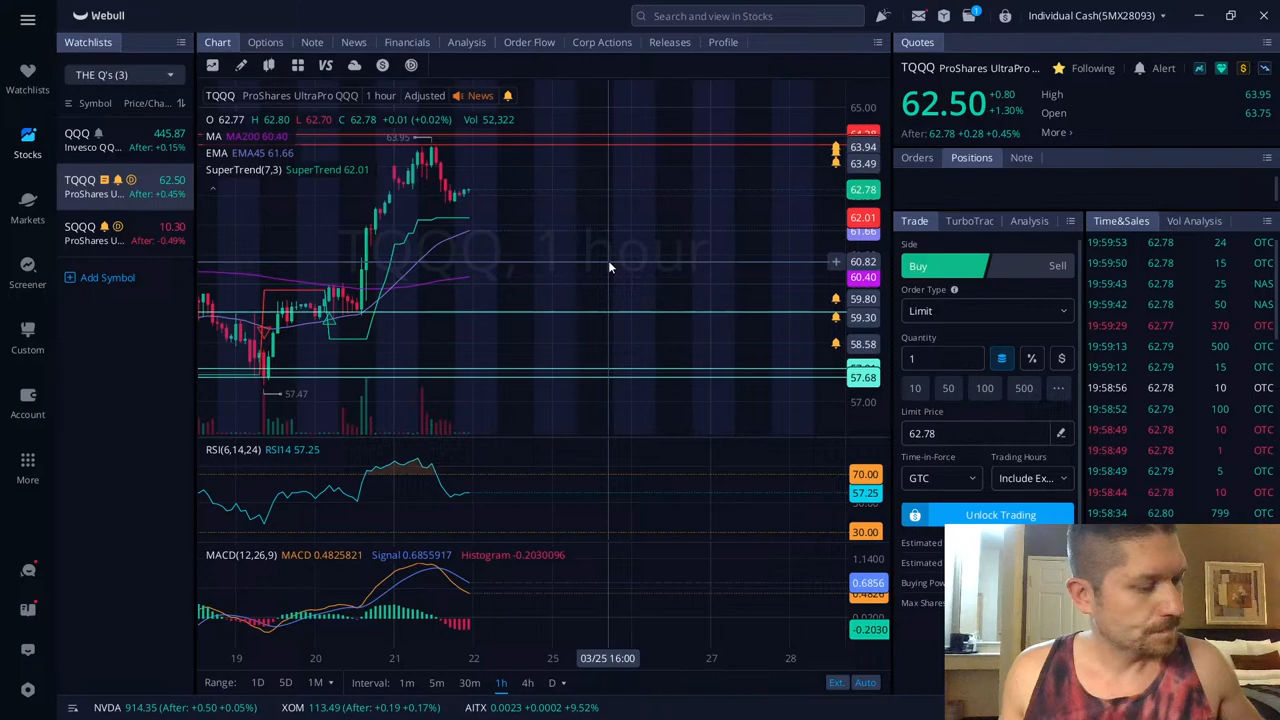 Webull
Search and view in Stocks
1
Individual Cash(5MX28093)
Watchlists
Chart Options Note News Financials Analysis Order Flow Corp Actions Releases Profile
Quotes
Watchlists
Stocks
Markets
Screener
Custom
Account
More
THE Q's (3)
Symbol Price/Cha...
QQQ 445.87
Invesco QQ... After: +0.15%
TQQQ 62.50
ProShares U... After: +0.45%
SQQQ 10.30
ProShares U... After: -0.49%
Add Symbol
VS
TQQQ ProShares UltraPro QQQ 1 hour Adjusted News
O 62.77 H 62.80 L 62.70 C 62.78 +0.01 (+0.02%) Vol 52,322
MA MA200 60.40
EMA EMA45 61.66
SuperTrend(7,3) SuperTrend 62.01
63.95
57.47
TQQQ, 1 hour
65.00
63.94
63.49
62.78
62.01
61.66
60.82
60.40
59.80
59.30
58.58
57.68
57.00
RSI(6,14,24) RSI14 57.25
70.00
57.25
30.00
MACD(12,26,9) MACD 0.4825821 Signal 0.6855917 Histogram -0.2030096
1.1400
0.6856
-0.2030
19 20 21 22 25 03/25 16:00 27 28
Range: 1D 5D 1M Interval: 1m 5m 30m 1h 4h D
Ext. Auto
TQQQ ProShares UltraPro ... Following Alert
62.50 +0.80
+1.30%
High 63.95
Open 63.75
After: 62.78 +0.28 +0.45% More
Orders Positions Note
Trade TurboTrac Analysis
Side
Buy Sell
Order Type
Limit
Quantity
1
$
10 50 100 500
Limit Price
62.78
Time-in-Force Trading Hours
GTC Include Ex...
Unlock Trading
Estimated
Estimated
Buying Pow
Max Shares
Time&Sales Vol Analysis
19:59:53 62.78 24 OTC
19:59:50 62.78 15 OTC
19:59:43 62.78 25 NAS
19:59:42 62.78 50 OTC
19:59:29 62.77 370 OTC
19:59:13 62.78 500 OTC
19:59:12 62.79 15 OTC
19:58:56 62.78 10 OTC
19:58:52 62.79 100 OTC
19:58:49 62.78 10 OTC
19:58:49 62.78 1 OTC
19:58:49 62.79 5 OTC
19:58:44 62.78 10 OTC
19:58:34 62.80 799 OTC
NVDA 914.35 (After: +0.50 +0.05%) XOM 113.49 (After: +0.19 +0.17%) AITX 0.0023 +0.0002 +9.52%